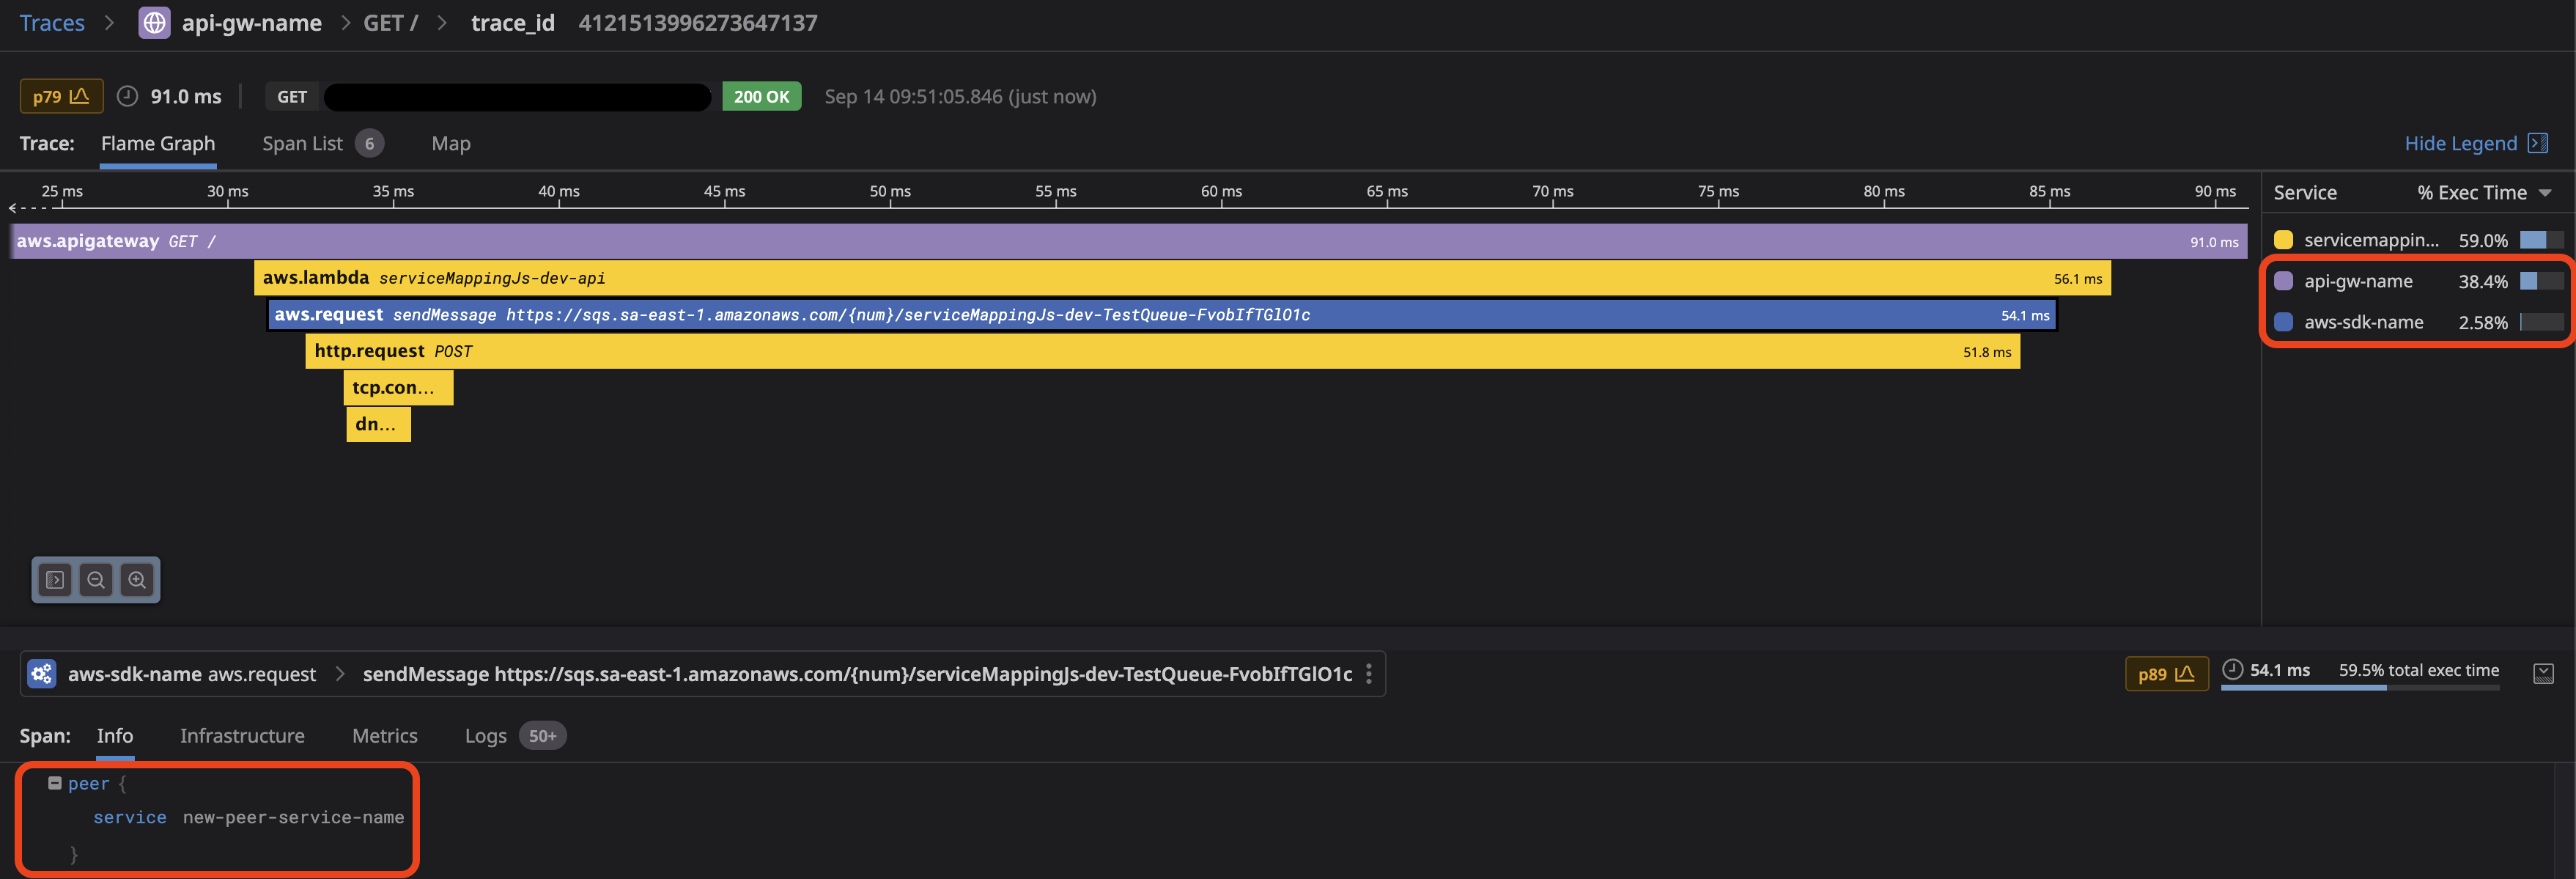 Traces > api-gw-name > GET / > trace_id 4121513996273647137
p79 91.0 ms GET 200 OK Sep 14 09:51:05.846 (just now)
Trace: Flame Graph Span List 6 Map Hide Legend
25 ms 30 ms 35 ms 40 ms 45 ms 50 ms 55 ms 60 ms 65 ms 70 ms 75 ms 80 ms 85 ms 90 ms
Service % Exec Time
aws.apigateway GET / 91.0 ms
servicemappin... 59.0%
aws.lambda serviceMappingJs-dev-api 56.1 ms
api-gw-name 38.4%
aws.request sendMessage https://sqs.sa-east-1.amazonaws.com/{num}/serviceMappingJs-dev-TestQueue-FvobIfTGlO1c 54.1 ms
aws-sdk-name 2.58%
http.request POST 51.8 ms
tcp.con...
dn...
aws-sdk-name aws.request > sendMessage https://sqs.sa-east-1.amazonaws.com/{num}/serviceMappingJs-dev-TestQueue-FvobIfTGlO1c
p89 54.1 ms 59.5% total exec time
Span: Info Infrastructure Metrics Logs 50+
peer {
service new-peer-service-name
}